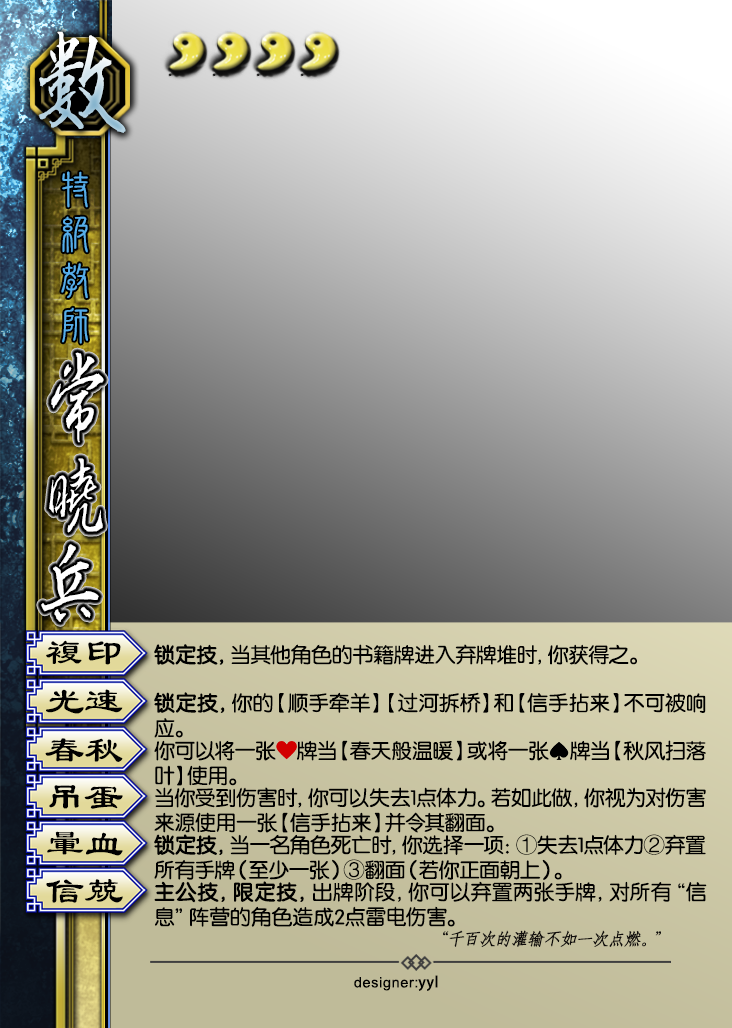 數
特級教師
常曉兵
複印
锁定技，当其他角色的书籍牌进入弃牌堆时，你获得之。
光速
锁定技，你的【顺手牵羊】【过河拆桥】和【信手拈来】不可被响
应。
春秋
你可以将一张♥牌当【春天般温暖】或将一张♠牌当【秋风扫落
叶】使用。
吊蛋
当你受到伤害时，你可以失去1点体力。若如此做，你视为对伤害
来源使用一张【信手拈来】并令其翻面。
暈血
锁定技，当一名角色死亡时，你选择一项：①失去1点体力②弃置
所有手牌（至少一张）③翻面（若你正面朝上）。
信兢
主公技，限定技，出牌阶段，你可以弃置两张手牌，对所有“信
息”阵营的角色造成2点雷电伤害。
“千百次的灌输不如一次点燃。”
designer:yyl